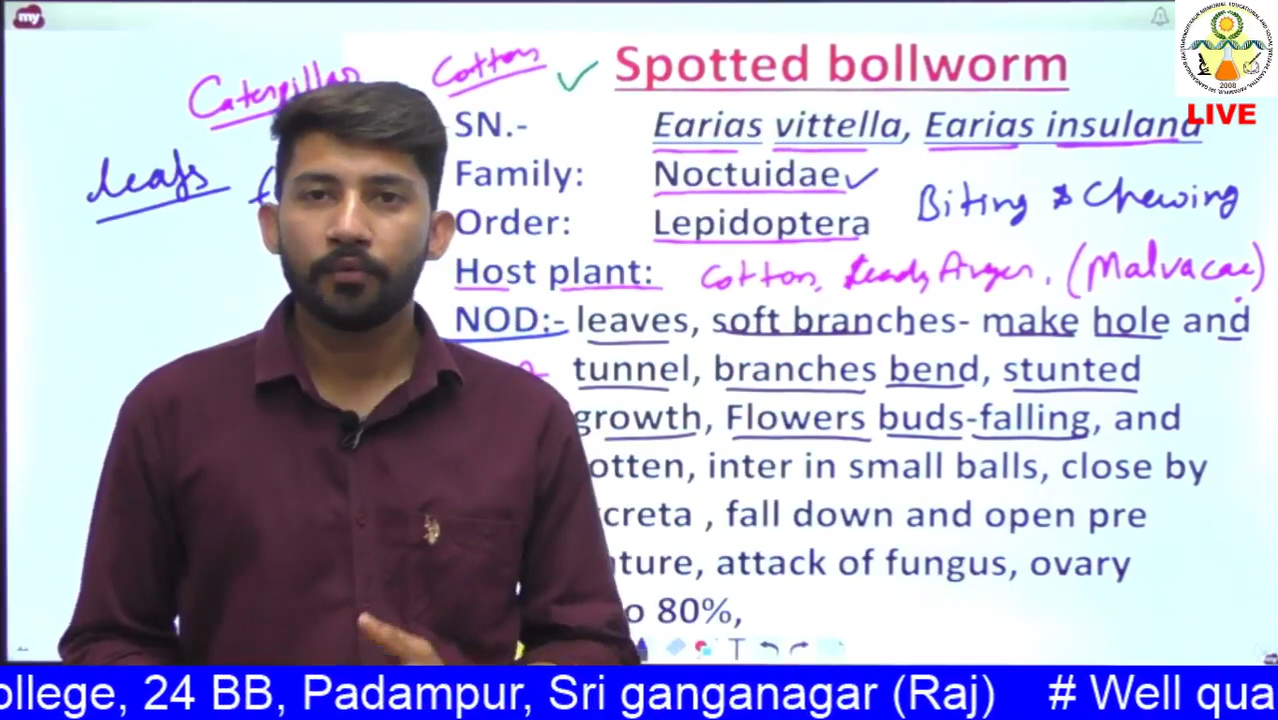 my
Caterpillar
Cotton
Spotted bollworm
LIVE
2008
SN.- Earias vittella, Earias insulana
leafs
Family: Noctuidae
Biting & Chewing
Order: Lepidoptera
Host plant: Cotton, (Malvacae)
NOD:- leaves, soft branches- make hole and
tunnel, branches bend, stunted
growth, Flowers buds-falling, and
otten, inter in small balls, close by
creta , fall down and open pre
ture, attack of fungus, ovary
o 80%,
ollege, 24 BB, Padampur, Sri ganganagar (Raj) # Well qua